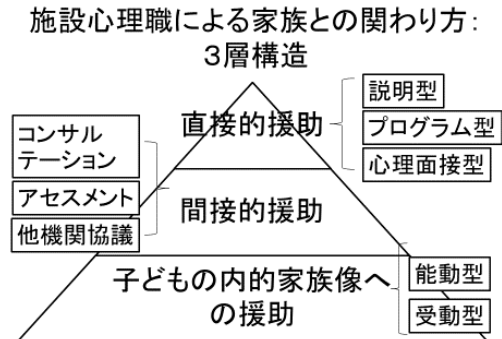 施設心理職による家族との関わり方:
3層構造
直接的援助
説明型
プログラム型
心理面接型
コンサル
テーション
アセスメント
他機関協議
間接的援助
子どもの内的家族像へ
の援助
能動型
受動型